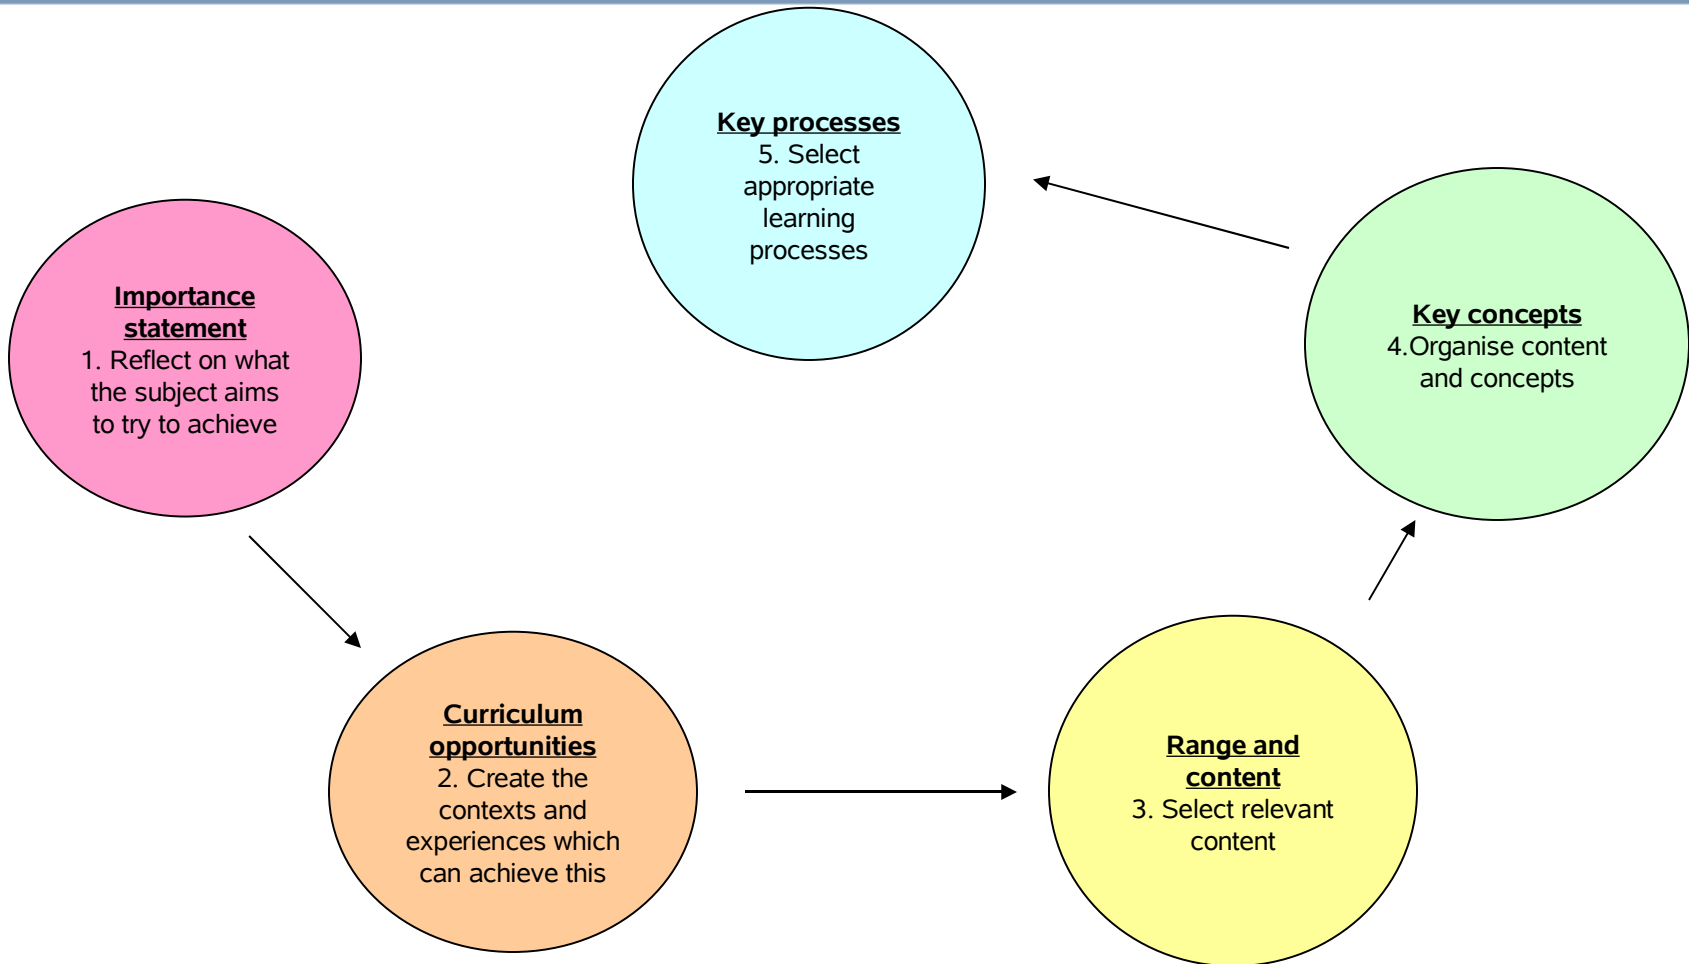 Key processes
5. Select
appropriate
learning
processes
Importance
statement
1. Reflect on what
the subject aims
to try to achieve
Key concepts
4.Organise content
and concepts
Curriculum
opportunities
2. Create the
contexts and
experiences which
can achieve this
Range and
content
3. Select relevant
content